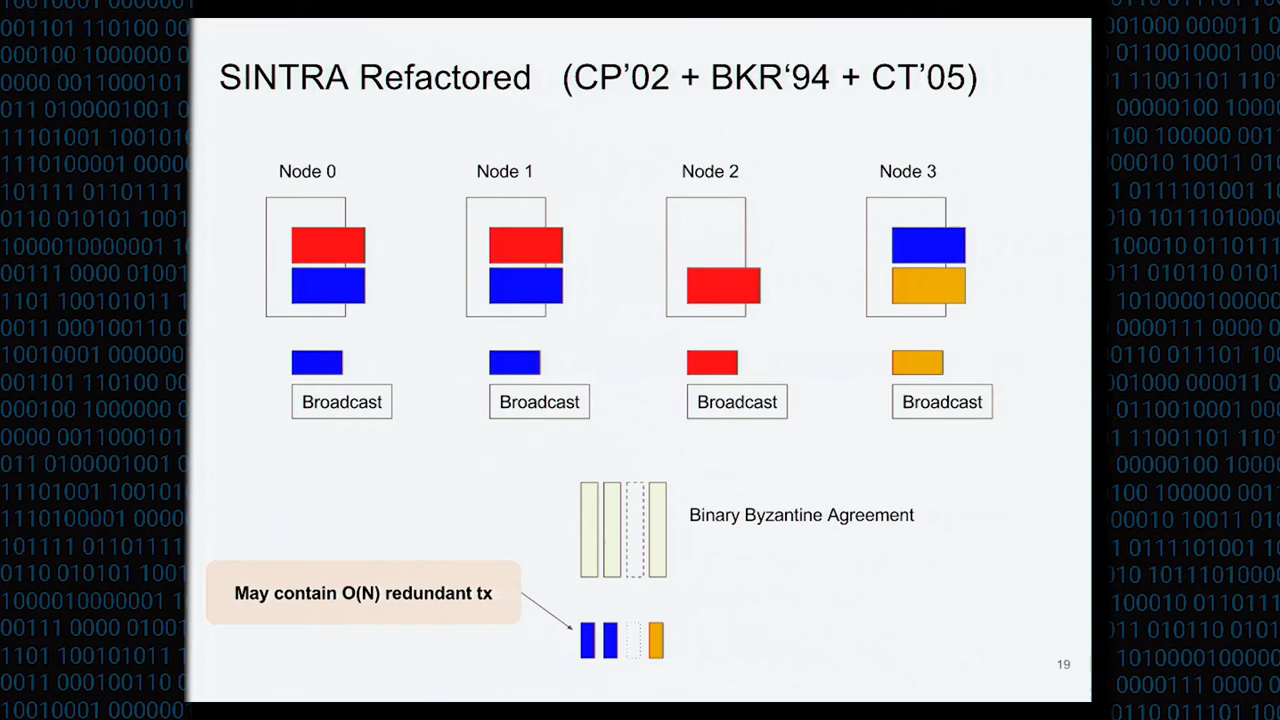 SINTRA Refactored (CP'02 + BKR‘94 + CT’05)
Node 0
Node 1
Node 2
Node 3
Broadcast
Broadcast
Broadcast
Broadcast
Binary Byzantine Agreement
May contain O(N) redundant tx
19